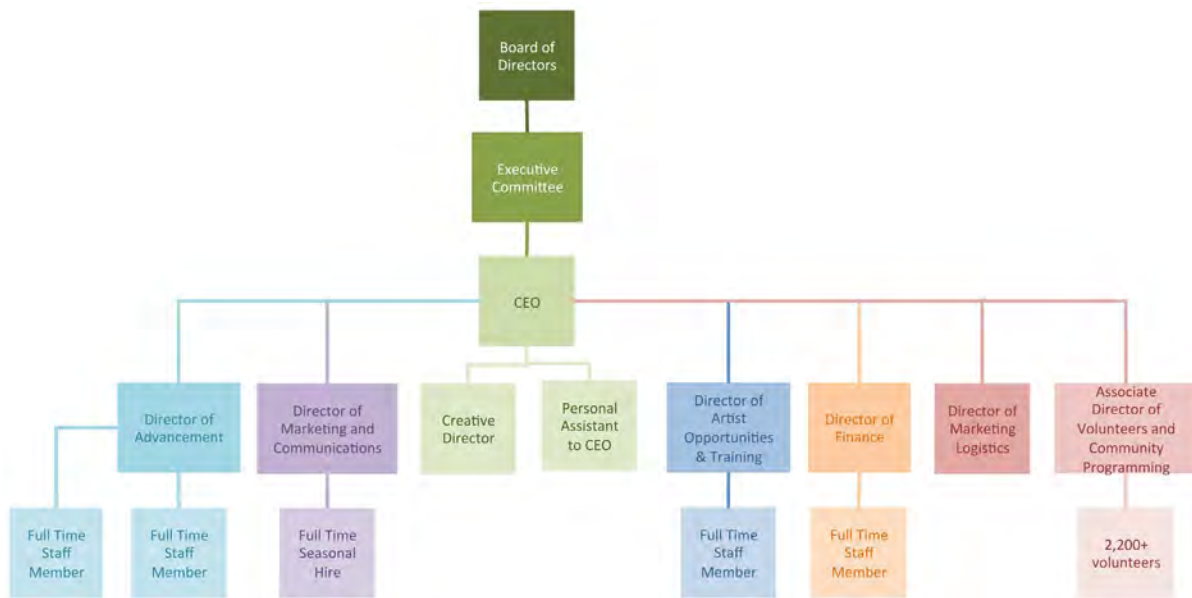 Board of
Directors
Executive
Committee
CEO
Director of
Advancement
Director of
Marketing and
Communications
Creative
Director
Personal
Assistant
to CEO
Director of
Artist
Opportunities
& Training
Director of
Finance
Director of
Marketing
Logistics
Associate
Director of
Volunteers and
Community
Programming
Full Time
Staff
Member
Full Time
Staff
Member
Full Time
Seasonal
Hire
Full Time
Staff
Member
Full Time
Staff
Member
2,200+
volunteers